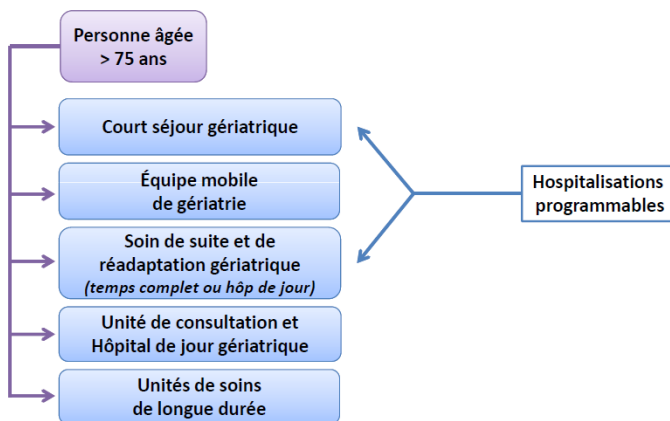 Personne âgée
> 75 ans
Court séjour gériatrique
Équipe mobile
de gériatrie
Hospitalisations
programmables
Soin de suite et de
réadaptation gériatrique
(temps complet ou hôp de jour)
Unité de consultation et
Hôpital de jour gériatrique
Unités de soins
de longue durée